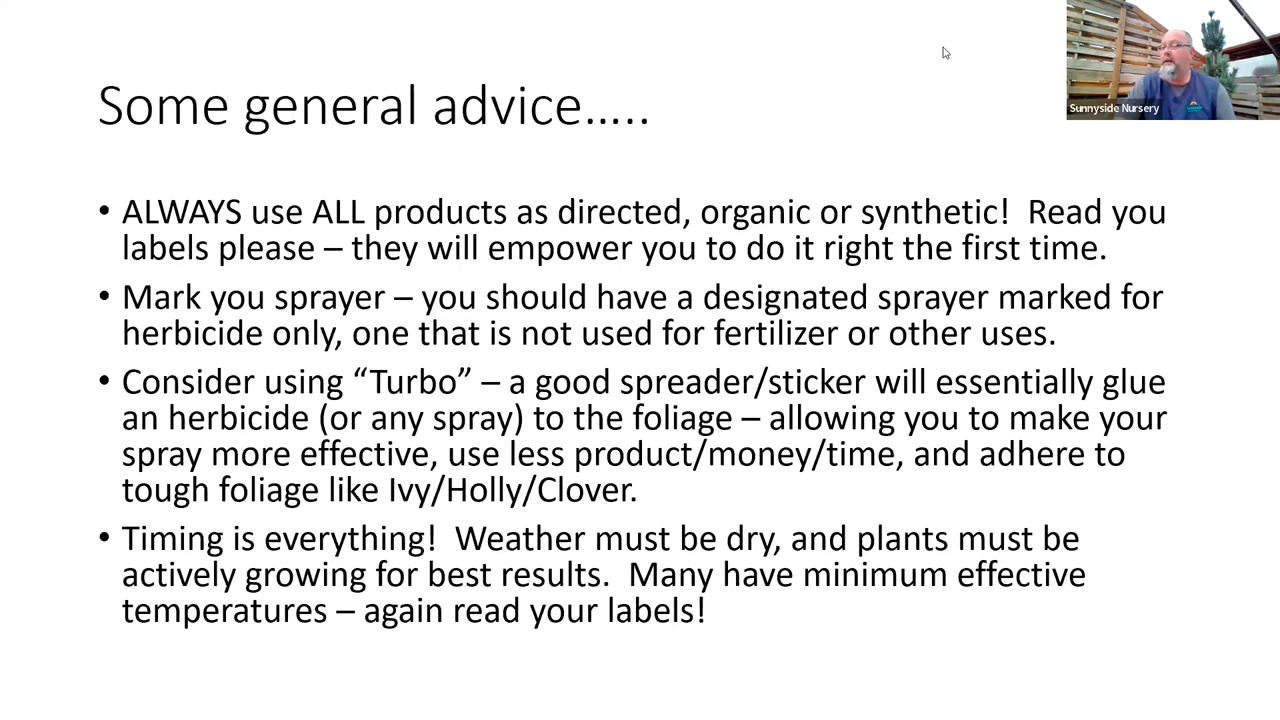 Sunnyside Nursery
Some general advice…..
• ALWAYS use ALL products as directed, organic or synthetic!  Read you
labels please – they will empower you to do it right the first time.
• Mark you sprayer – you should have a designated sprayer marked for
herbicide only, one that is not used for fertilizer or other uses.
• Consider using “Turbo” – a good spreader/sticker will essentially glue
an herbicide (or any spray) to the foliage – allowing you to make your
spray more effective, use less product/money/time, and adhere to
tough foliage like Ivy/Holly/Clover.
• Timing is everything!  Weather must be dry, and plants must be
actively growing for best results.  Many have minimum effective
temperatures – again read your labels!